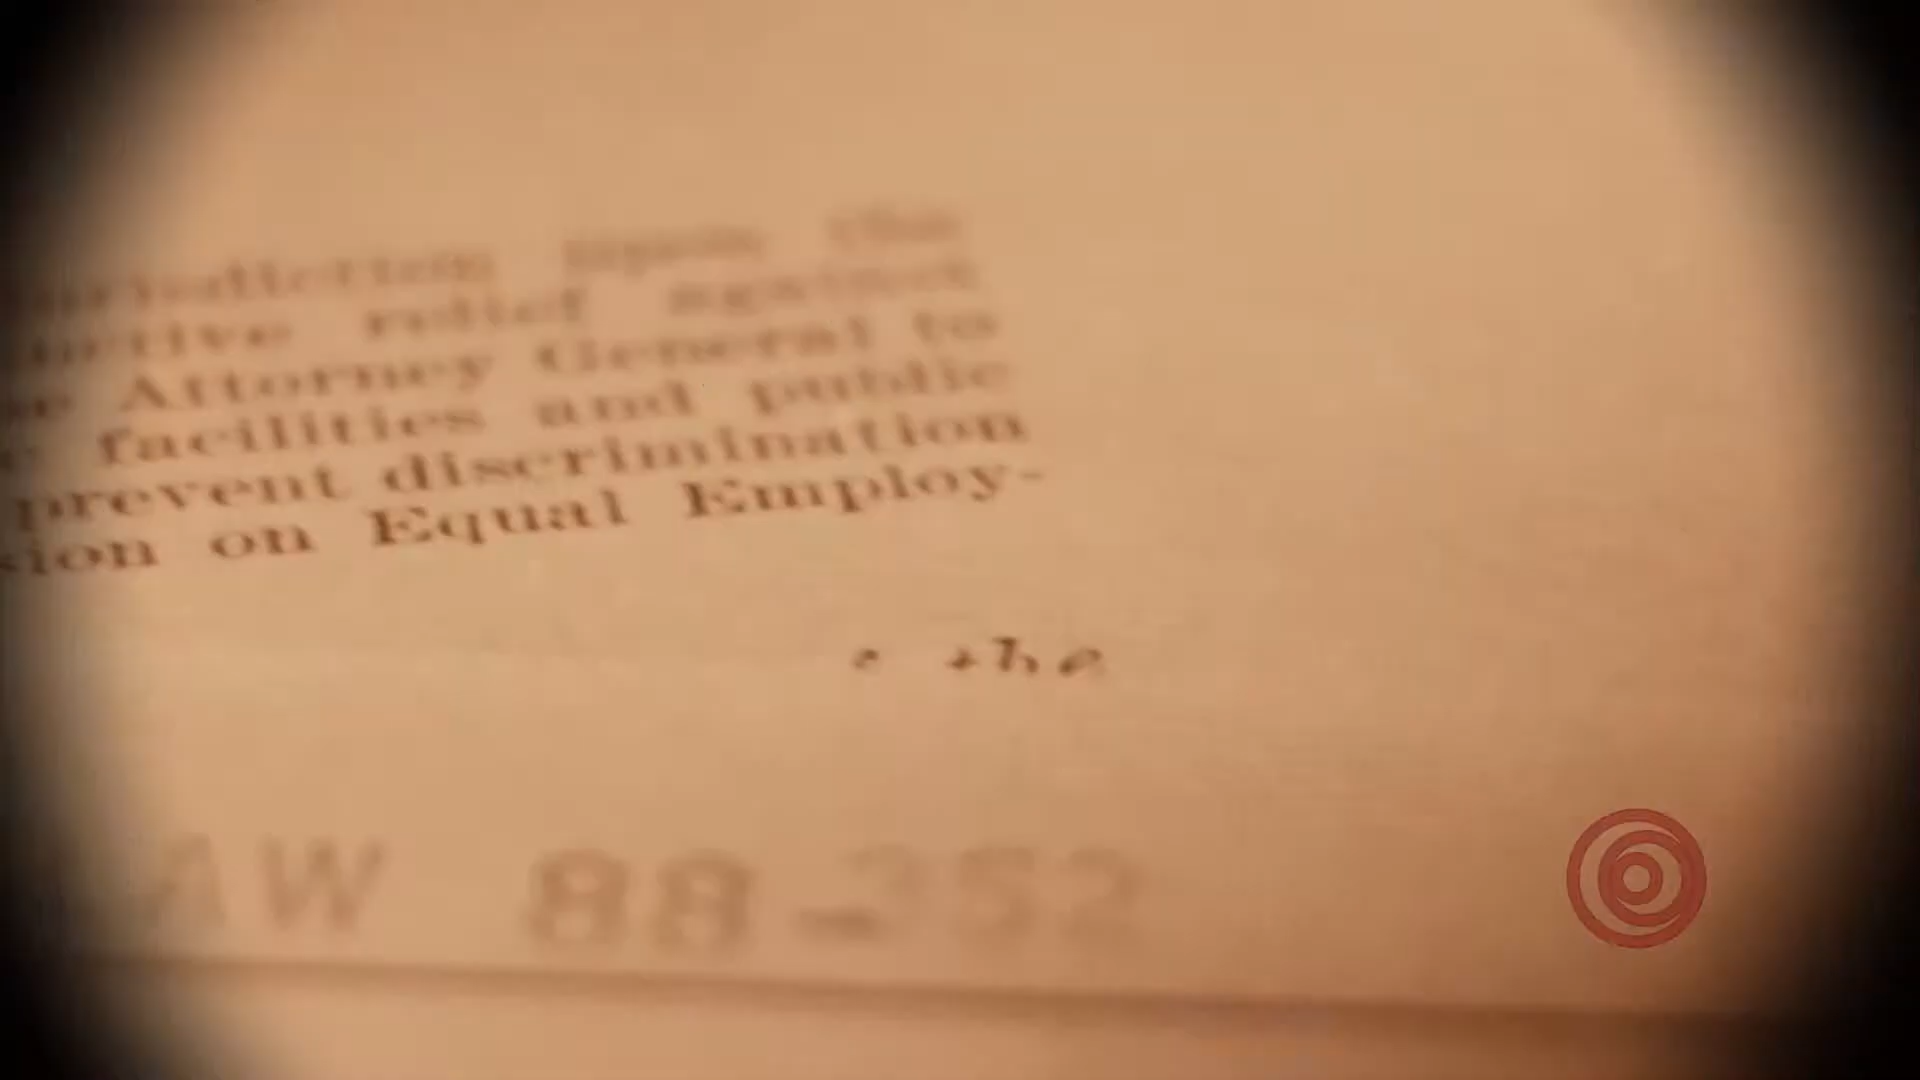 jurisdiction upon the
nctive relief against
e Attorney General to
c facilities and public
prevent discrimination
sion on Equal Employ-
the
AW 88-352